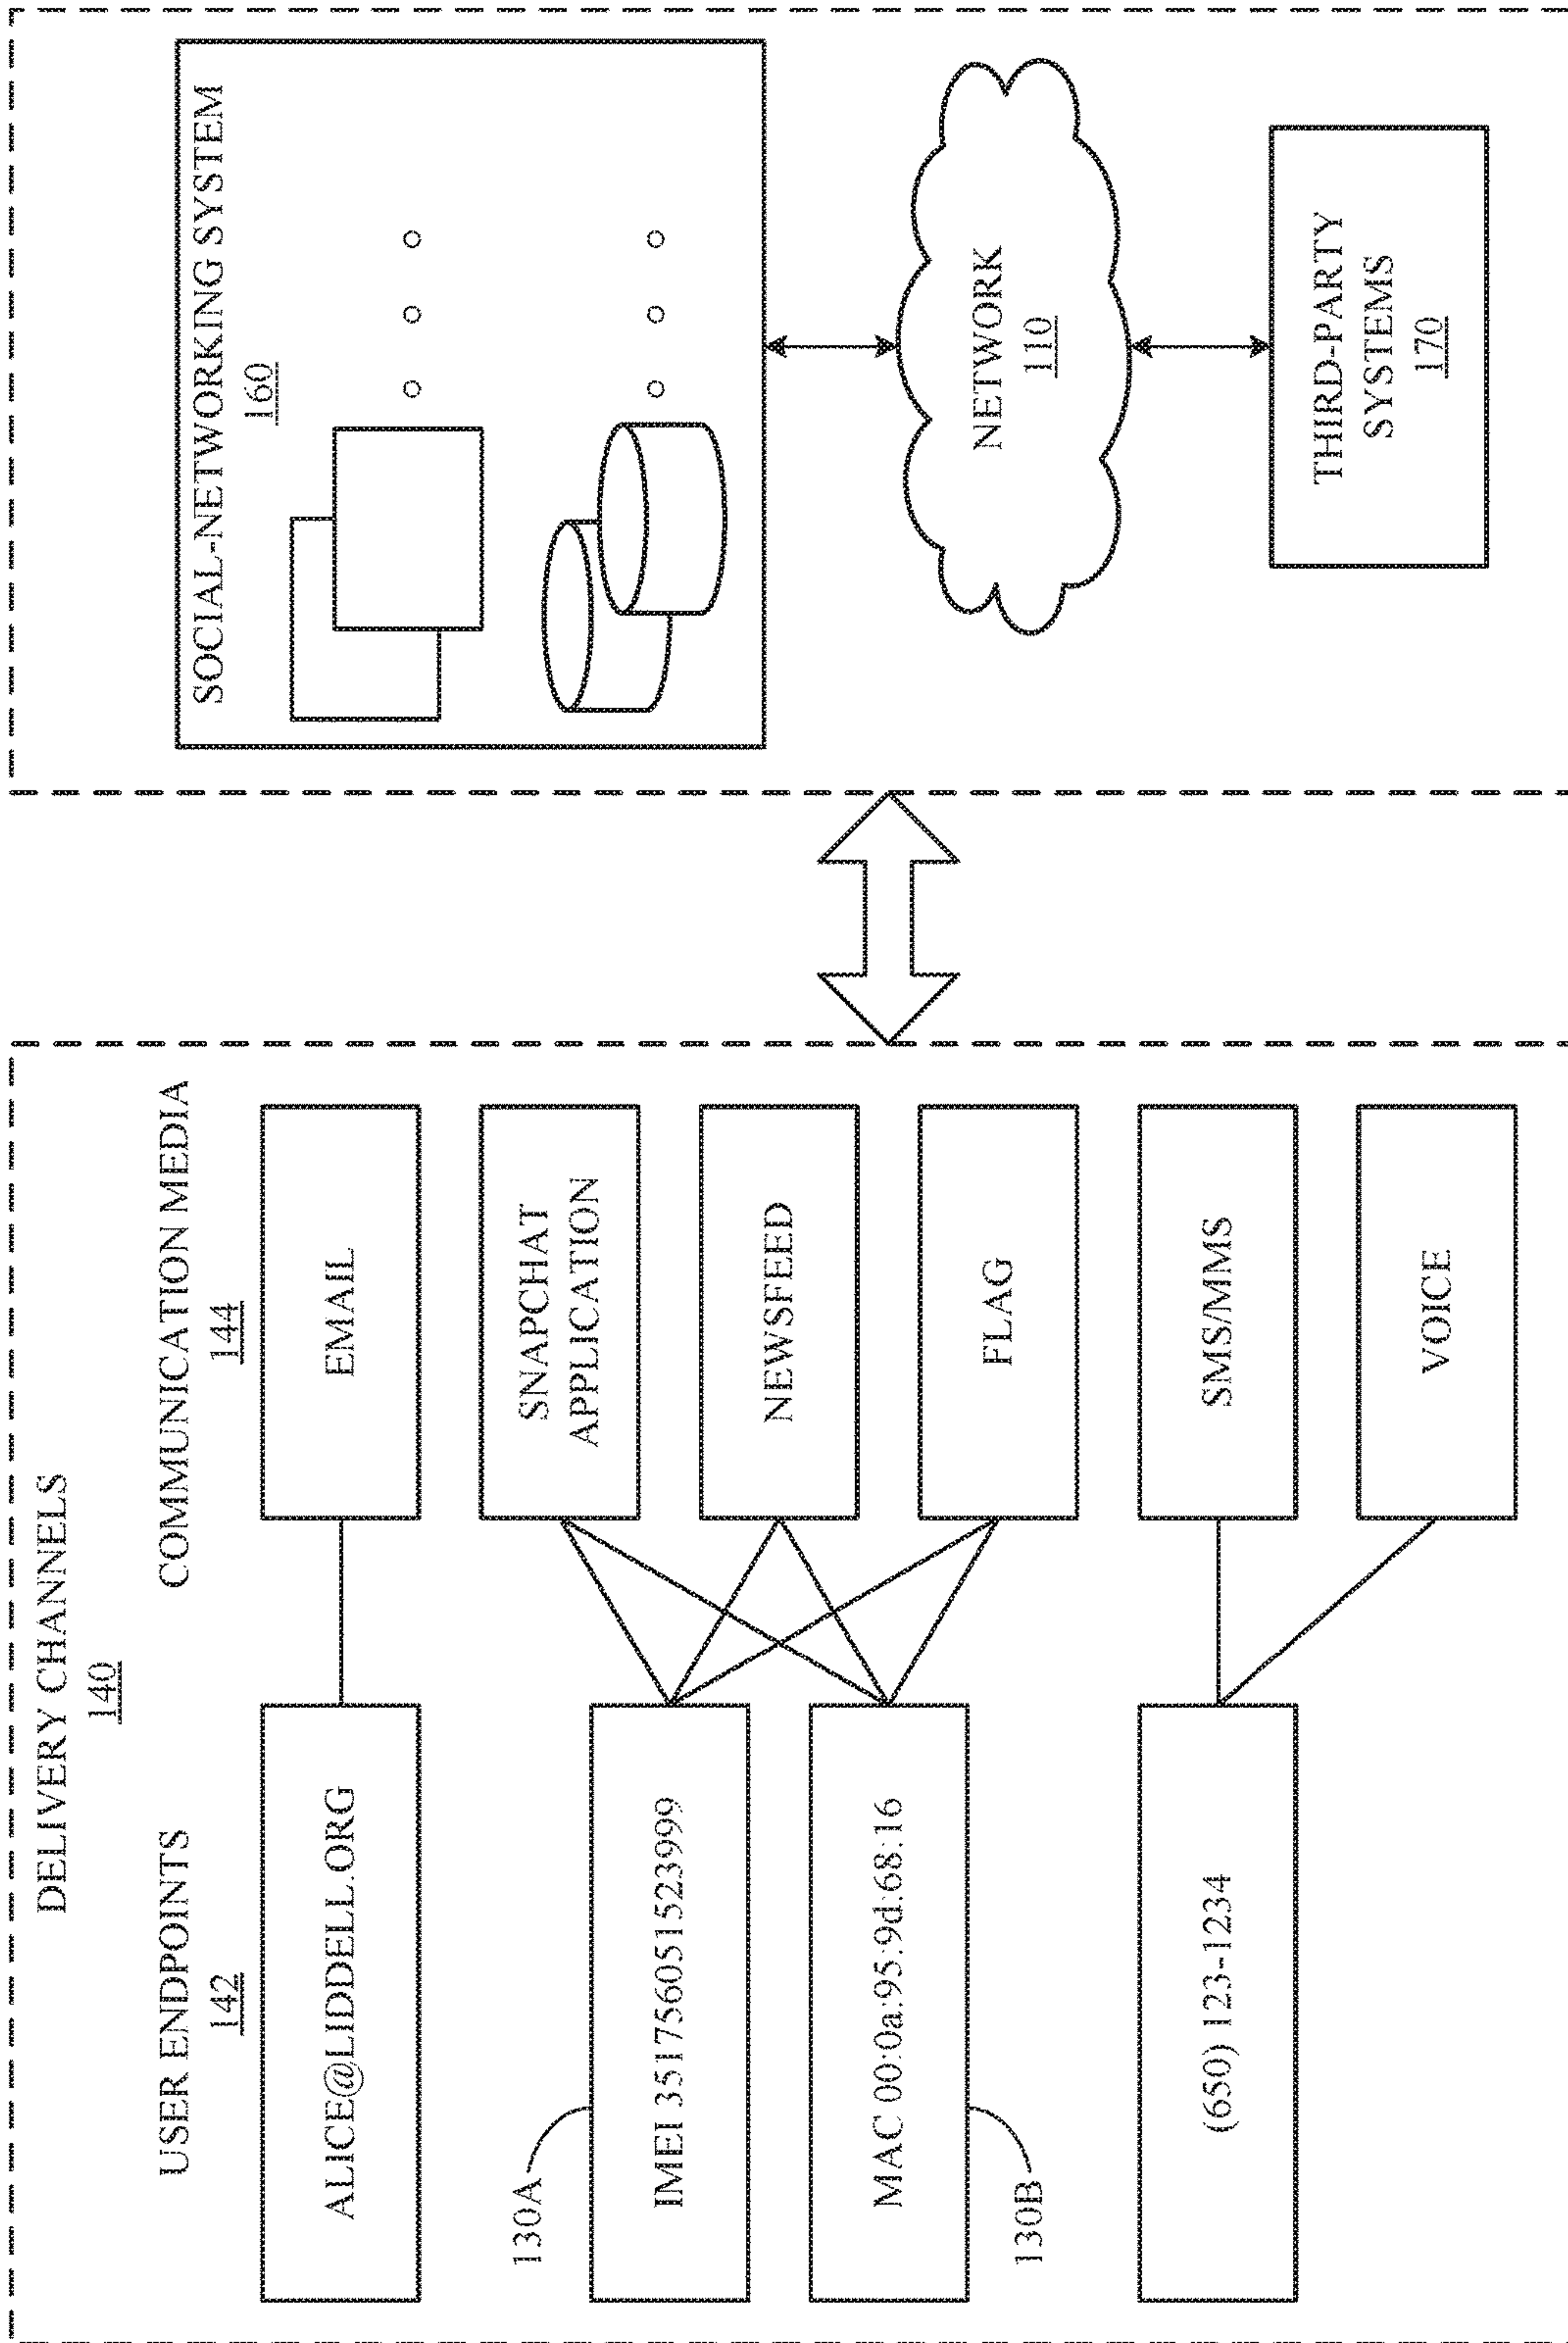 DELIVERY CHANNELS
140
USER ENDPOINTS
142
COMMUNICATION MEDIA
144
ALICE@LIDDELL.ORG
EMAIL
130A
IMEI 351756051523999
SNAPCHAT
APPLICATION
MAC 00:0a:95:9d:68:16
130B
NEWSFEED
FLAG
(650) 123-1234
SMS/MMS
VOICE
SOCIAL-NETWORKING SYSTEM
160
NETWORK
110
THIRD-PARTY
SYSTEMS
170